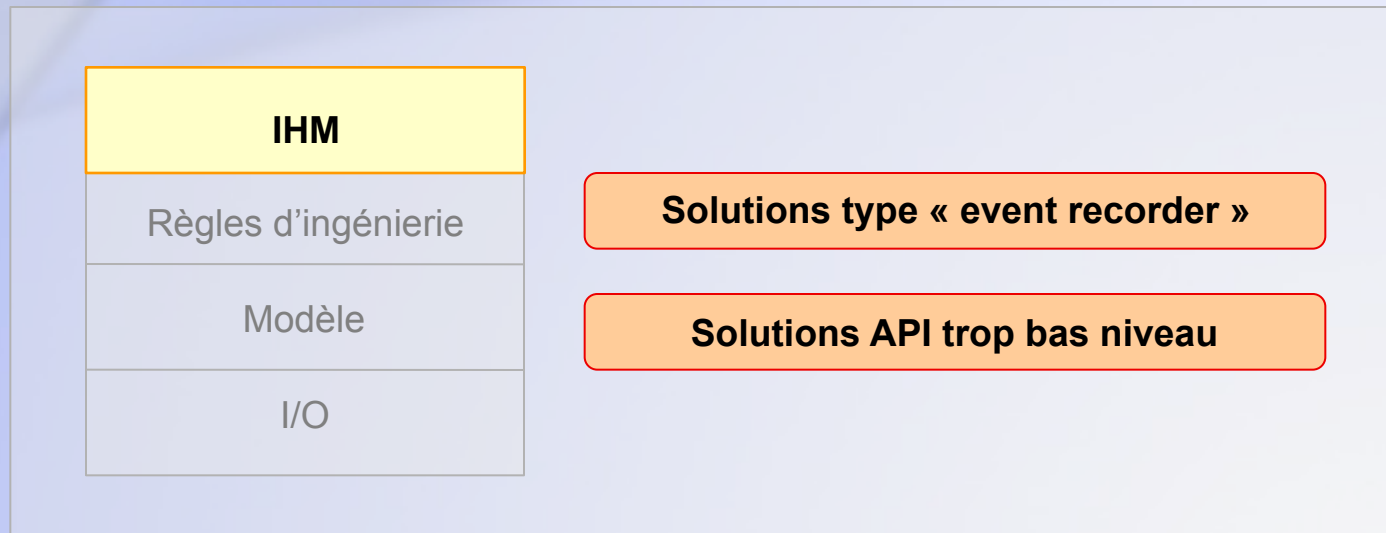 IHM
Règles d’ingénierie
Modèle
I/O
Solutions type « event recorder »
Solutions API trop bas niveau